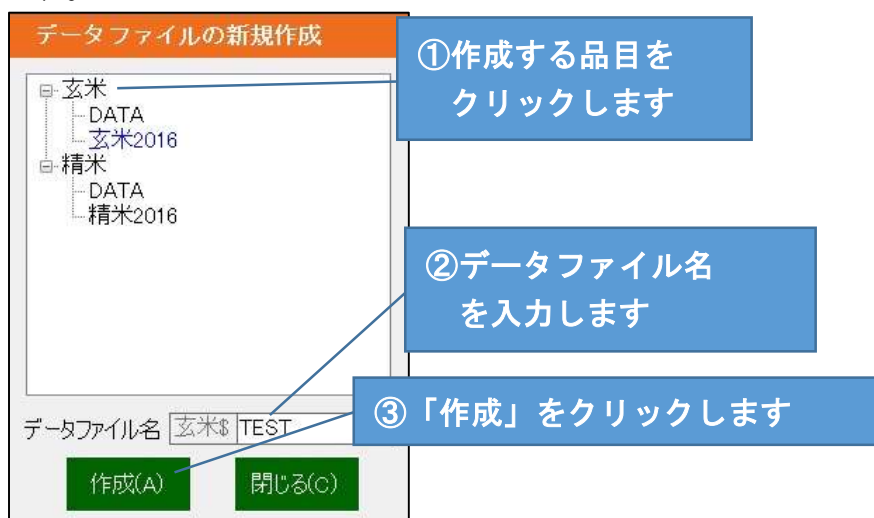 データファイルの新規作成
①作成する品目を
クリックします
玄米
DATA
玄米2016
精米
DATA
精米2016
②データファイル名
を入力します
③「作成」をクリックします
データファイル名 玄米$ TEST
作成(A) 閉じる(C)